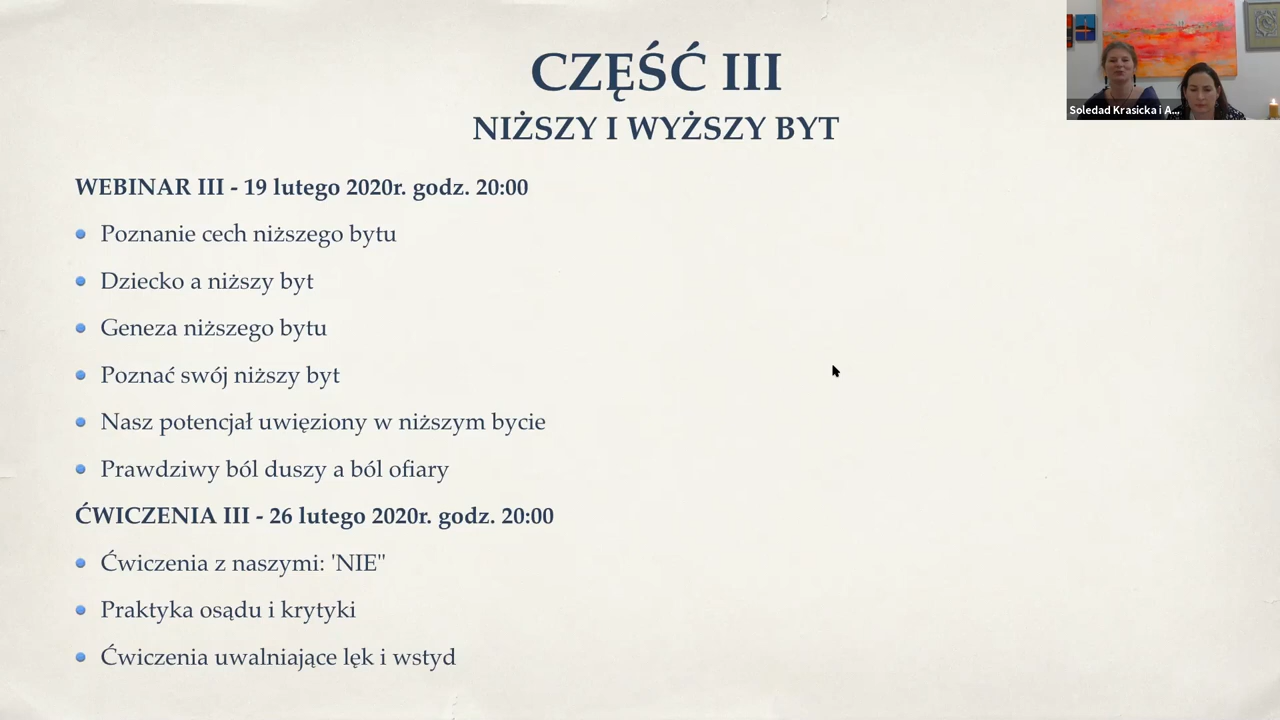 CZĘŚĆ III
NIŻSZY I WYŻSZY BYT
Soledad Krasicka i A...
WEBINAR III - 19 lutego 2020r. godz. 20:00
Poznanie cech niższego bytu
Dziecko a niższy byt
Geneza niższego bytu
Poznać swój niższy byt
Nasz potencjał uwięziony w niższym bycie
Prawdziwy ból duszy a ból ofiary
ĆWICZENIA III - 26 lutego 2020r. godz. 20:00
Ćwiczenia z naszymi: 'NIE"
Praktyka osądu i krytyki
Ćwiczenia uwalniające lęk i wstyd